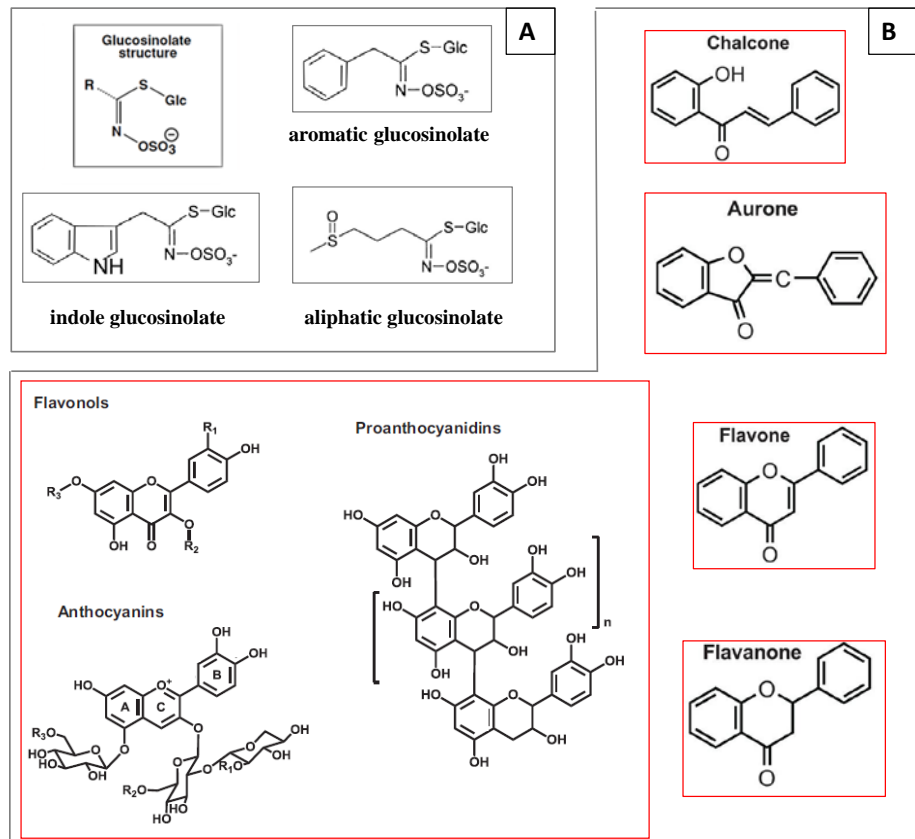 A
Glucosinolate
structure
R
S
Glc
N
OSO3
⊖
S-Glc
N-OSO3-
aromatic glucosinolate
NH
S-Glc
N-OSO3-
indole glucosinolate
O
S
S-Glc
N-OSO3-
aliphatic glucosinolate
B
Chalcone
OH
O
Aurone
O
C
O
Flavone
O
O
Flavanone
O
O
Flavonols
R1
OH
R3
O
O
OH
O
O
R2
Proanthocyanidins
OH
OH
HO
O
OH
HO
OH
OH
OH
HO
O
n
OH
HO
OH
OH
OH
HO
O
OH
OH
Anthocyanins
OH
OH
B
HO
O+
A
C
R3
O
O
O
HO
HO
OH
O
O
O
O
OH
R1
O
OH
R2
O
HO
OH